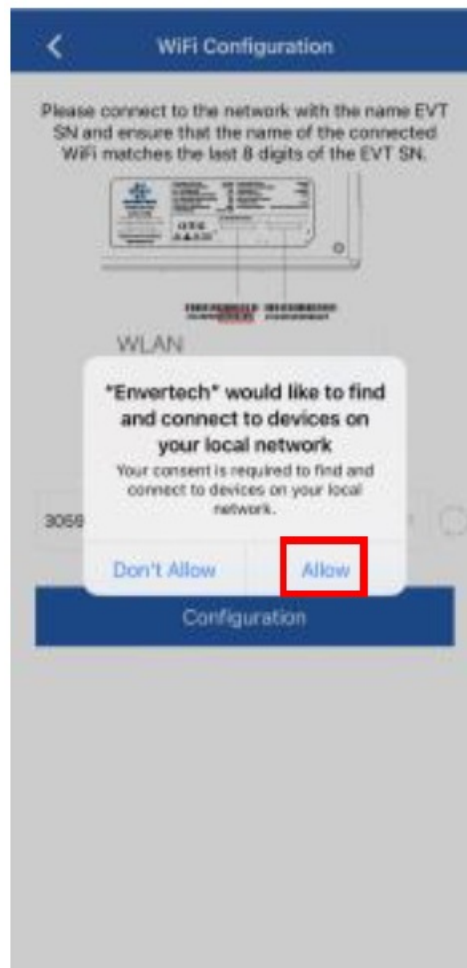 WiFi Configuration
Please connect to the network with the name EVT
SN and ensure that the name of the connected
WiFi matches the last 8 digits of the EVT SN.
WLAN
"Envertech" would like to find
and connect to devices on
your local network
Your consent is required to find and
connect to devices on your local
network.
3059
Don't Allow
Allow
Configuration